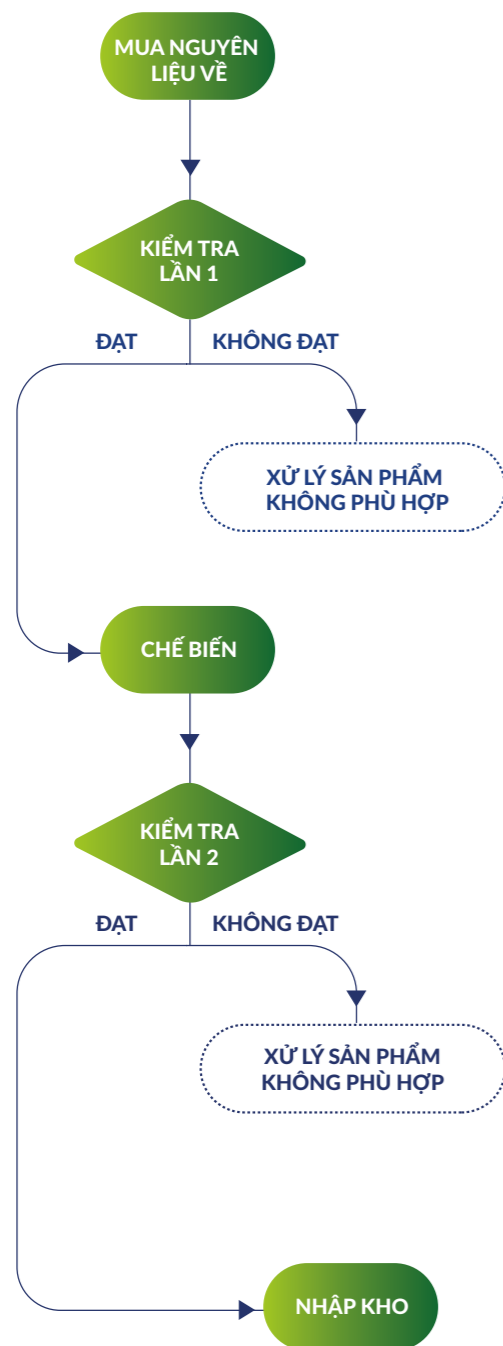 MUA NGUYÊN
LIỆU VỀ
KIỂM TRA
LẦN 1
ĐẠT
KHÔNG ĐẠT
XỬ LÝ SẢN PHẨM
KHÔNG PHÙ HỢP
CHẾ BIẾN
KIỂM TRA
LẦN 2
ĐẠT
KHÔNG ĐẠT
XỬ LÝ SẢN PHẨM
KHÔNG PHÙ HỢP
NHẬP KHO